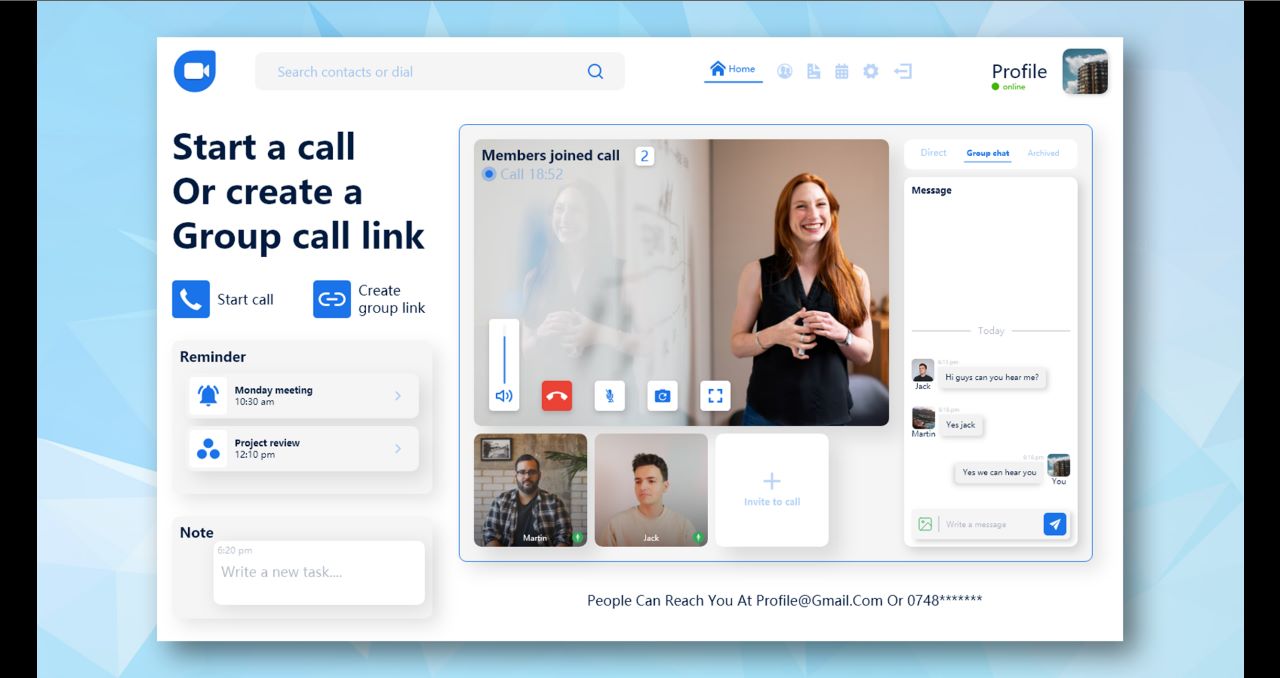 Search contacts or dial
Home
Profile
online
Start a call
Or create a
Group call link
Start call
Create
group link
Reminder
Monday meeting
10:30 am
Project review
12:10 pm
Note
6:20 pm
Write a new task....
Members joined call 2
Call 18:52
Martin
Jack
Invite to call
Direct
Group chat
Archived
Message
Today
6:15 pm
Hi guys can you hear me?
Jack
6:15 pm
Yes jack
Martin
6:16 pm
Yes we can hear you
You
Write a message
People Can Reach You At Profile@Gmail.Com Or 0748*******